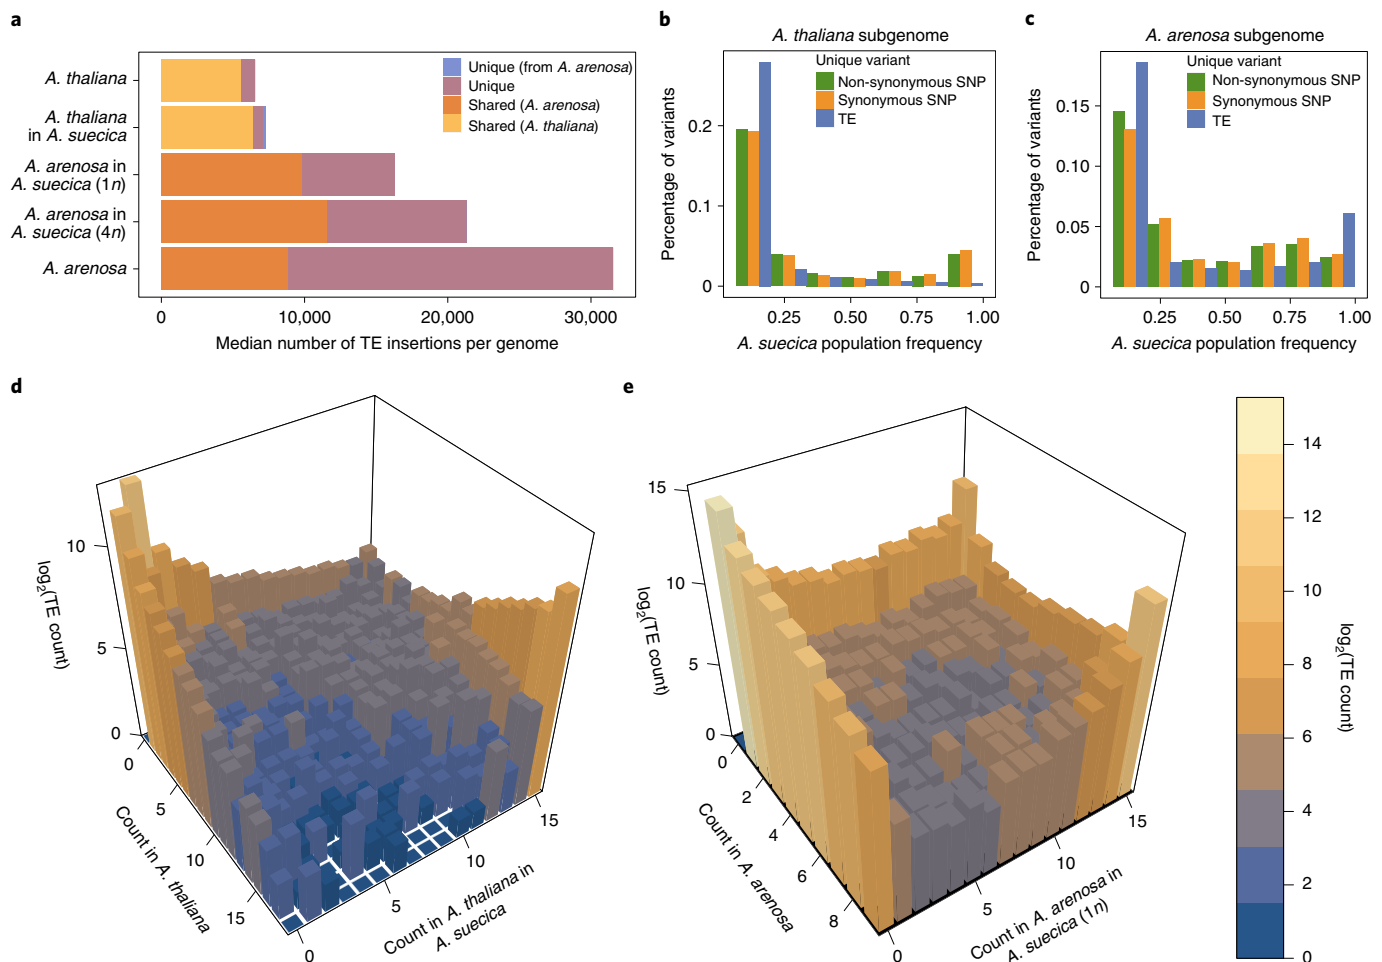 a
A. thaliana
A. thaliana
in A. suecica
A. arenosa in
A. suecica (1n)
A. arenosa in
A. suecica (4n)
A. arenosa
Unique (from A. arenosa)
Unique
Shared (A. arenosa)
Shared (A. thaliana)
0
10,000
20,000
30,000
Median number of TE insertions per genome
b
A. thaliana subgenome
Unique variant
Non-synonymous SNP
Synonymous SNP
TE
Percentage of variants
0.2
0.1
0
0.25
0.50
0.75
1.00
A. suecica population frequency
c
A. arenosa subgenome
Unique variant
Non-synonymous SNP
Synonymous SNP
TE
Percentage of variants
0.15
0.10
0.05
0
0.25
0.50
0.75
1.00
A. suecica population frequency
d
log2(TE count)
10
5
0
0
5
10
15
Count in A. thaliana
0
5
10
15
Count in A. thaliana in
A. suecica
e
log2(TE count)
15
10
5
0
0
2
4
6
8
Count in A. arenosa
0
5
10
15
Count in A. arenosa in
A. suecica (1n)
14
12
10
8
6
4
2
0
log2(TE count)